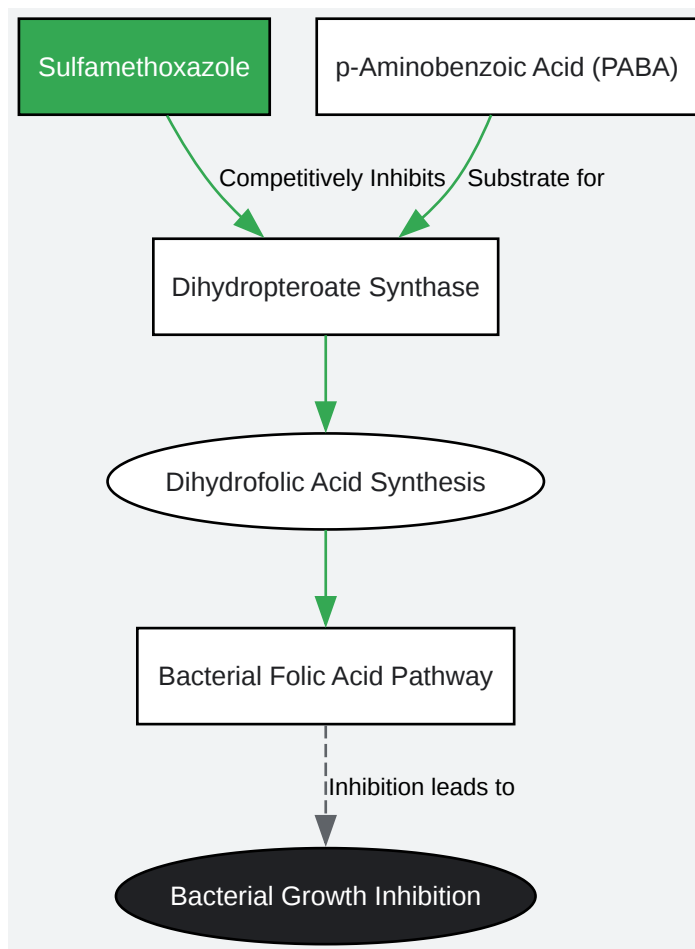 Sulfamethoxazole
p-Aminobenzoic Acid (PABA)
Competitively Inhibits
Substrate for
Dihydropteroate Synthase
Dihydrofolic Acid Synthesis
Bacterial Folic Acid Pathway
Inhibition leads to
Bacterial Growth Inhibition